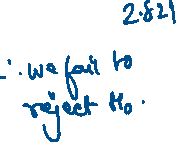 2.821
∴ we fail to
reject H₀.